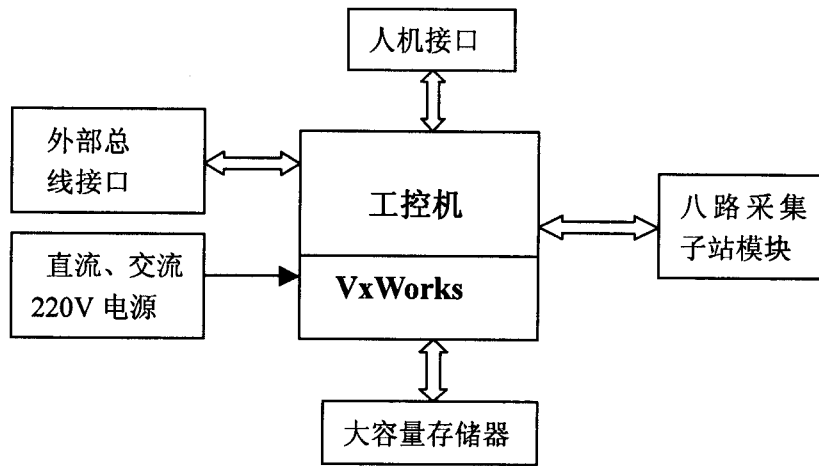 人机接口
外部总
线接口
工控机
八路采集
子站模块
直流、交流
220V 电源
VxWorks
大容量存储器